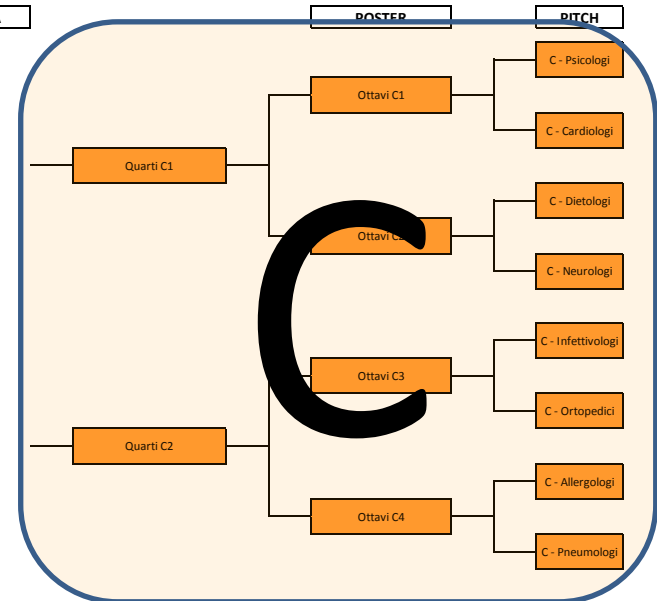 POSTER
PITCH
C - Psicologi
Ottavi C1
C - Cardiologi
Quarti C1
C - Dietologi
Ottavi
C - Neurologi
C
C - Infettivologi
Ottavi C3
C - Ortopedici
Quarti C2
C - Allergologi
Ottavi C4
C - Pneumologi